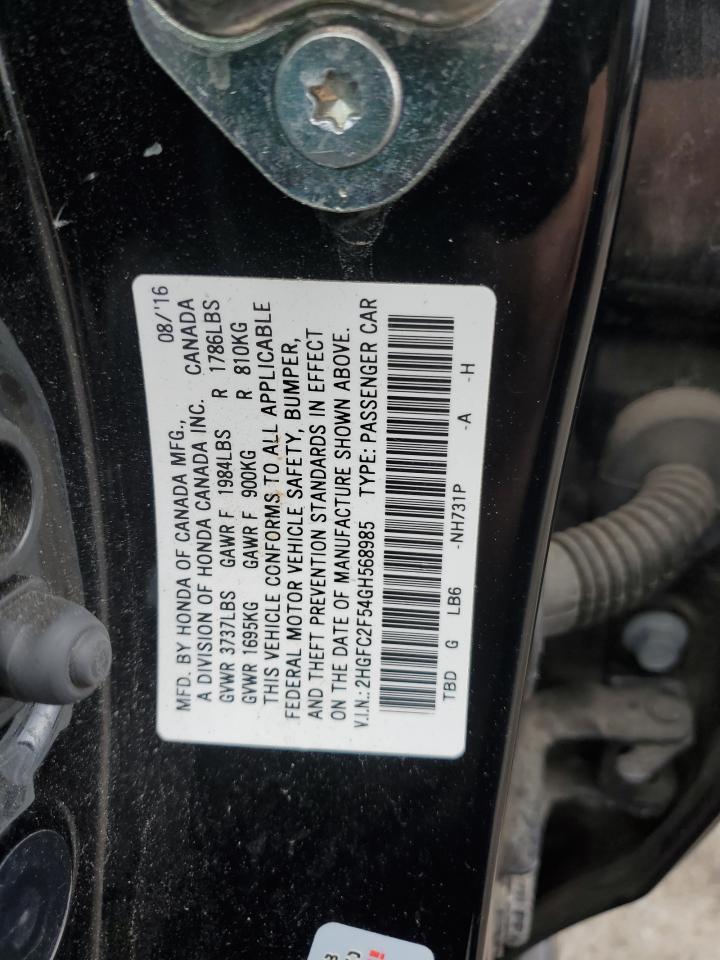 MFD. BY HONDA OF CANADA MFG., 08/'16
A DIVISION OF HONDA CANADA INC. CANADA
GVWR 3737LBS GAWR F 1984LBS R 1786LBS
GVWR 1695KG GAWR F 900KG R 810KG
THIS VEHICLE CONFORMS TO ALL APPLICABLE
FEDERAL MOTOR VEHICLE SAFETY, BUMPER,
AND THEFT PREVENTION STANDARDS IN EFFECT
ON THE DATE OF MANUFACTURE SHOWN ABOVE.
V.I.N.: 2HGFC2F54GH568985 TYPE: PASSENGER CAR
TBD G LB6 -NH731P -A -H